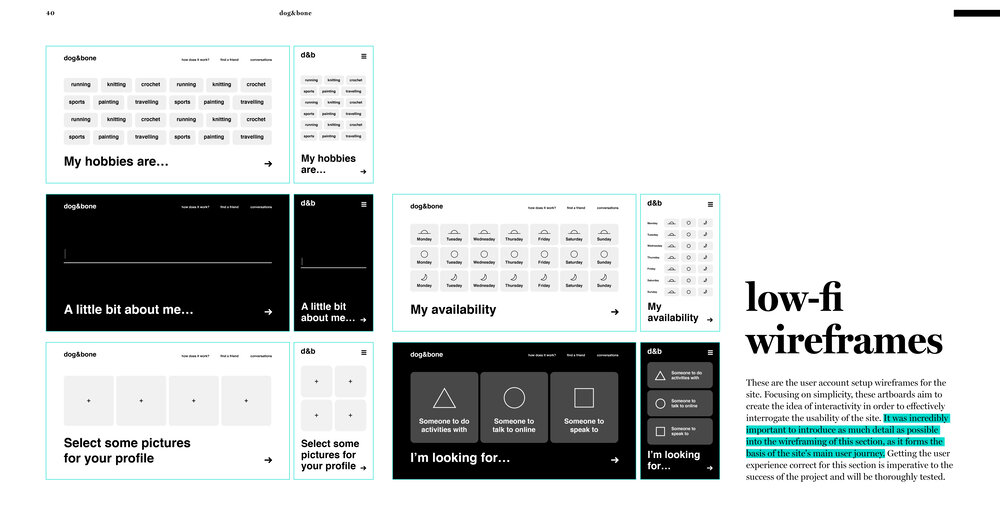 40
dog&bone
dog&bone
how does it work? find a friend conversations
running knitting crochet running knitting crochet
sports painting travelling sports painting travelling
running knitting crochet running knitting crochet
sports painting travelling sports painting travelling
My hobbies are…
d&b
running knitting crochet
sports painting travelling
running knitting crochet
sports painting travelling
running knitting crochet
sports painting travelling
My hobbies
are…
dog&bone
how does it work? find a friend conversations
A little bit about me…
d&b
A little bit
about me…
dog&bone
how does it work? find a friend conversations
Monday Tuesday Wednesday Thursday Friday Saturday Sunday
Monday Tuesday Wednesday Thursday Friday Saturday Sunday
Monday Tuesday Wednesday Thursday Friday Saturday Sunday
My availability
d&b
Monday
Tuesday
Wednesday
Thursday
Friday
Saturday
Sunday
My
availability
dog&bone
how does it work? find a friend conversations
+ + + +
Select some pictures
for your profile
d&b
+ +
+ +
Select some
pictures for
your profile
dog&bone
how does it work? find a friend conversations
Someone to do
activities with
Someone to
talk to online
Someone to
speak to
I'm looking for…
d&b
Someone to do
activities with
Someone to
talk to online
Someone to
speak to
I'm looking
for…
low-fi
wireframes
These are the user account setup wireframes for the
site. Focusing on simplicity, these artboards aim to
create the idea of interactivity in order to effectively
interrogate the usability of the site. It was incredibly
important to introduce as much detail as possible
into the wireframing of this section, as it forms the
basis of the site's main user journey. Getting the user
experience correct for this section is imperative to the
success of the project and will be thoroughly tested.